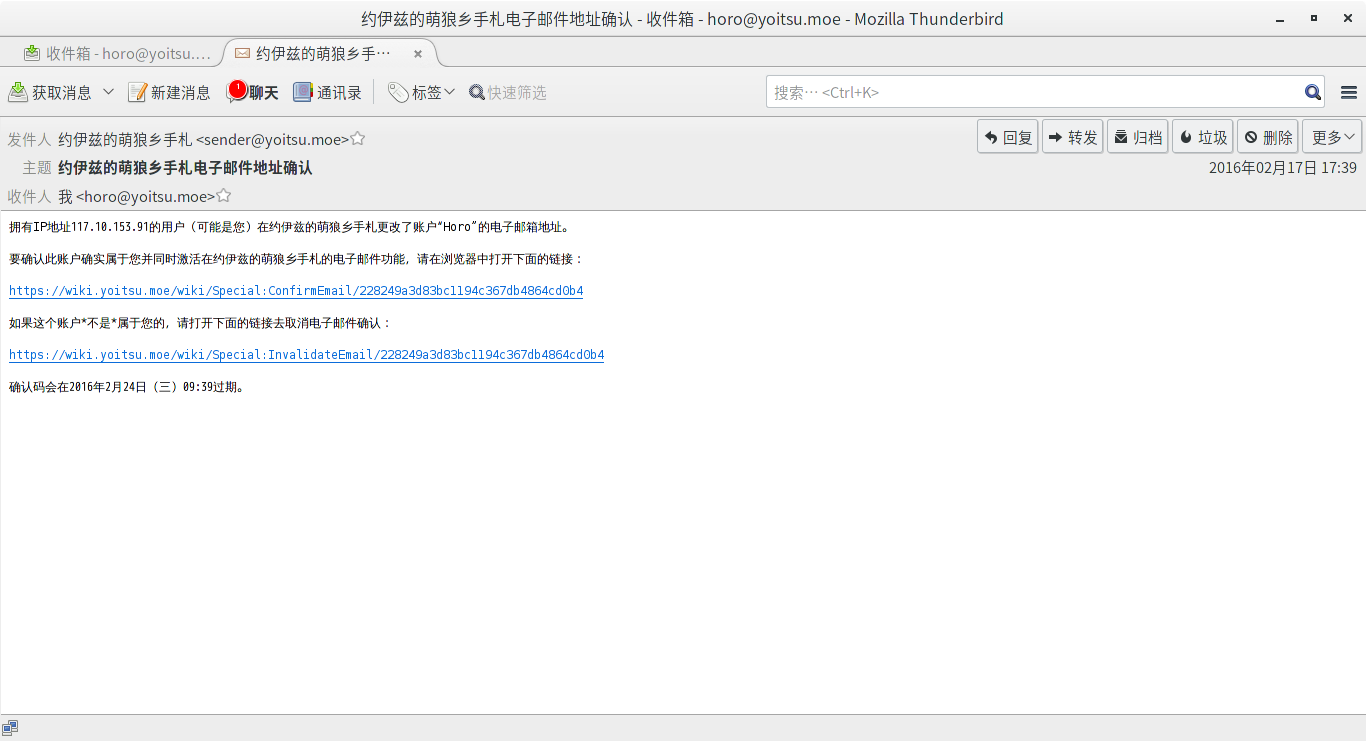 约伊兹的萌狼乡手札电子邮件地址确认 - 收件箱 - horo@yoitsu.moe - Mozilla Thunderbird
收件箱 - horo@yoitsu.… 约伊兹的萌狼乡手…
获取消息 新建消息 1 聊天 通讯录 标签 快速筛选 搜索… <Ctrl+K>
发件人 约伊兹的萌狼乡手札 <sender@yoitsu.moe> 回复 转发 归档 垃圾 删除 更多
主题 约伊兹的萌狼乡手札电子邮件地址确认 2016年02月17日 17:39
收件人 我 <horo@yoitsu.moe>
拥有IP地址117.10.153.91的用户（可能是您）在约伊兹的萌狼乡手札更改了账户“Horo”的电子邮箱地址。
要确认此账户确实属于您并同时激活在约伊兹的萌狼乡手札的电子邮件功能，请在浏览器中打开下面的链接：
https://wiki.yoitsu.moe/wiki/Special:ConfirmEmail/228249a3d83bc1194c367db4864cd0b4
如果这个账户*不是*属于您的，请打开下面的链接去取消电子邮件确认：
https://wiki.yoitsu.moe/wiki/Special:InvalidateEmail/228249a3d83bc1194c367db4864cd0b4
确认码会在2016年2月24日（三）09:39过期。